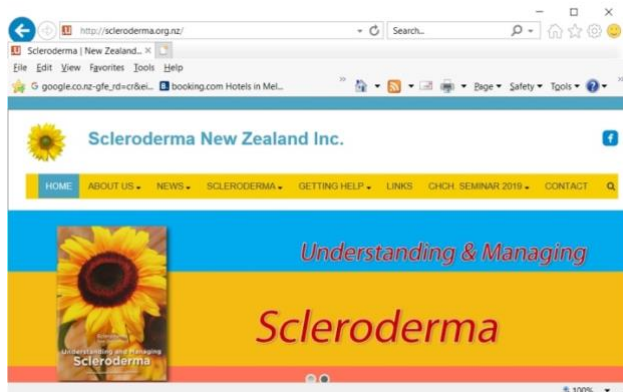 http://scleroderma.org.nz/
Search...
Scleroderma | New Zealand...
File Edit View Favorites Tools Help
google.co.nz-gfe_rd=cr&ei... booking.com Hotels in Mel...
Page Safety Tools
Scleroderma New Zealand Inc.
HOME ABOUT US NEWS SCLERODERMA GETTING HELP LINKS CHCH. SEMINAR 2019 CONTACT
Understanding & Managing
Scleroderma
Understanding and Managing
Scleroderma
100%